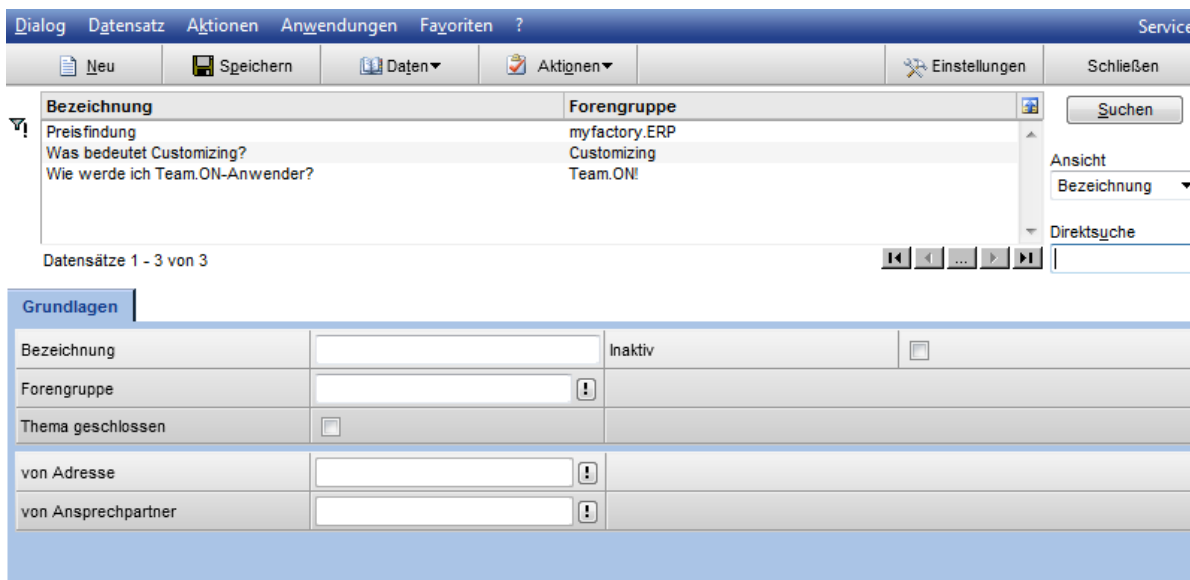 Dialog Datensatz Aktionen Anwendungen Favoriten ? Service
Neu Speichern Daten Aktionen Einstellungen Schließen
Bezeichnung Forengruppe
Suchen
Preisfindung myfactory.ERP
Was bedeutet Customizing? Customizing
Ansicht
Wie werde ich Team.ON-Anwender? Team.ON!
Bezeichnung
Direktsuche
Datensätze 1 - 3 von 3 ...
Grundlagen
Bezeichnung Inaktiv
Forengruppe !
Thema geschlossen
von Adresse !
von Ansprechpartner !